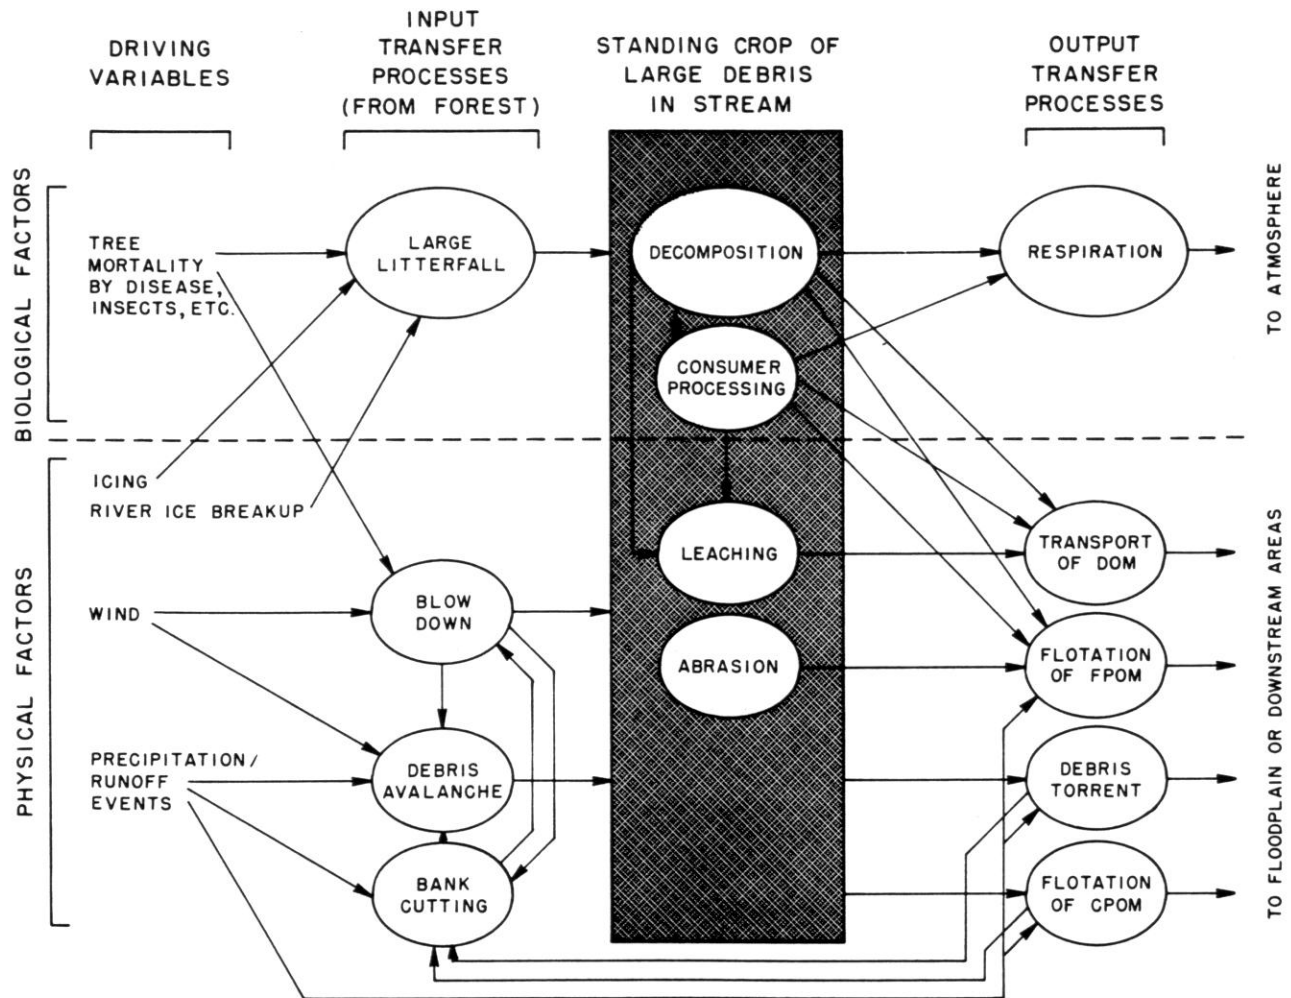 DRIVING
VARIABLES
INPUT
TRANSFER
PROCESSES
(FROM FOREST)
STANDING CROP OF
LARGE DEBRIS
IN STREAM
OUTPUT
TRANSFER
PROCESSES
BIOLOGICAL FACTORS
TREE
MORTALITY
BY DISEASE,
INSECTS, ETC.
LARGE
LITTERFALL
DECOMPOSITION
RESPIRATION
TO ATMOSPHERE
CONSUMER
PROCESSING
PHYSICAL FACTORS
ICING
RIVER ICE BREAKUP
LEACHING
TRANSPORT
OF DOM
TO FLOODPLAIN OR DOWNSTREAM AREAS
WIND
BLOW
DOWN
ABRASION
FLOTATION
OF FPOM
PRECIPITATION/
RUNOFF
EVENTS
DEBRIS
AVALANCHE
DEBRIS
TORRENT
BANK
CUTTING
FLOTATION
OF CPOM